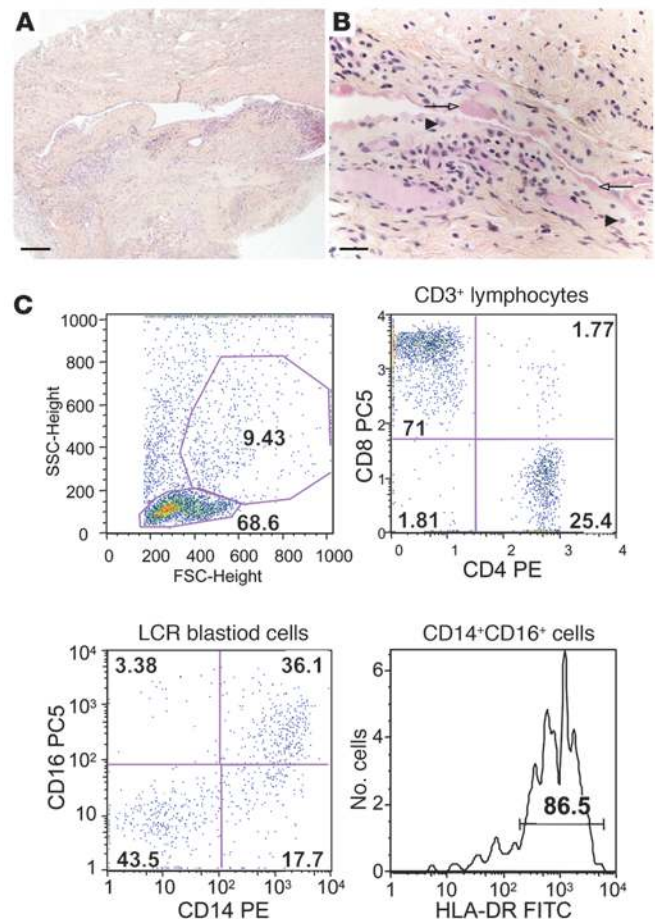 A
B
C
1000
800
600
400
200
0
SSC-Height
9.43
68.6
200 400 600 800 1000
FSC-Height
CD3+ lymphocytes
4
3
2
1
0
CD8 PC5
1.77
71
1.81
25.4
0 1 2 3 4
CD4 PE
LCR blastiod cells
10⁴
10³
10²
10
1
CD16 PC5
3.38
36.1
43.5
17.7
1 10 10² 10³ 10⁴
CD14 PE
CD14+CD16+ cells
6
4
2
0
No. cells
86.5
1 10 10² 10³ 10⁴
HLA-DR FITC